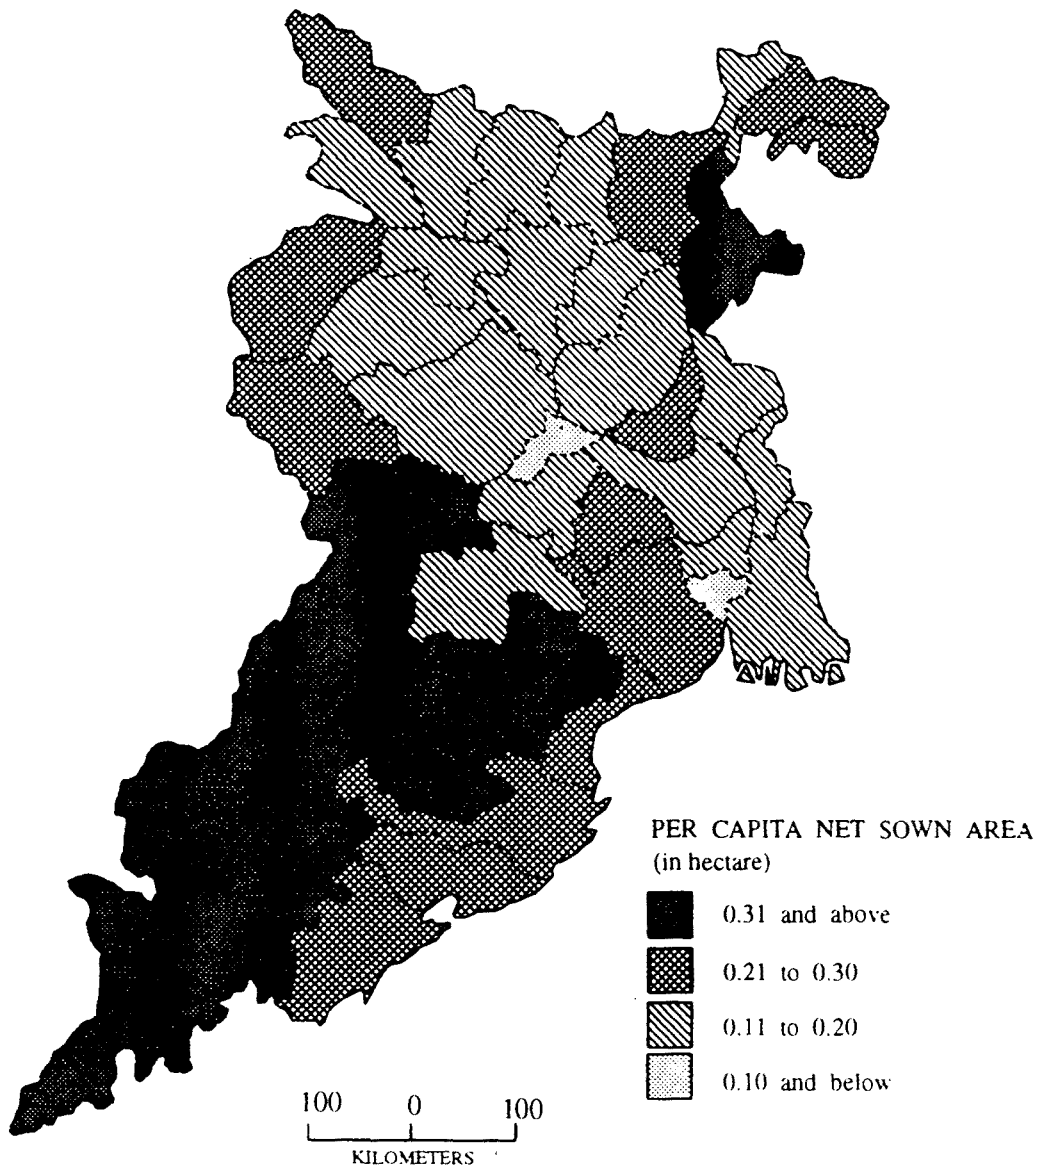 PER CAPITA NET SOWN AREA
(in hectare)
0.31 and above
0.21 to 0.30
0.11 to 0.20
0.10 and below
100 0 100
KILOMETERS